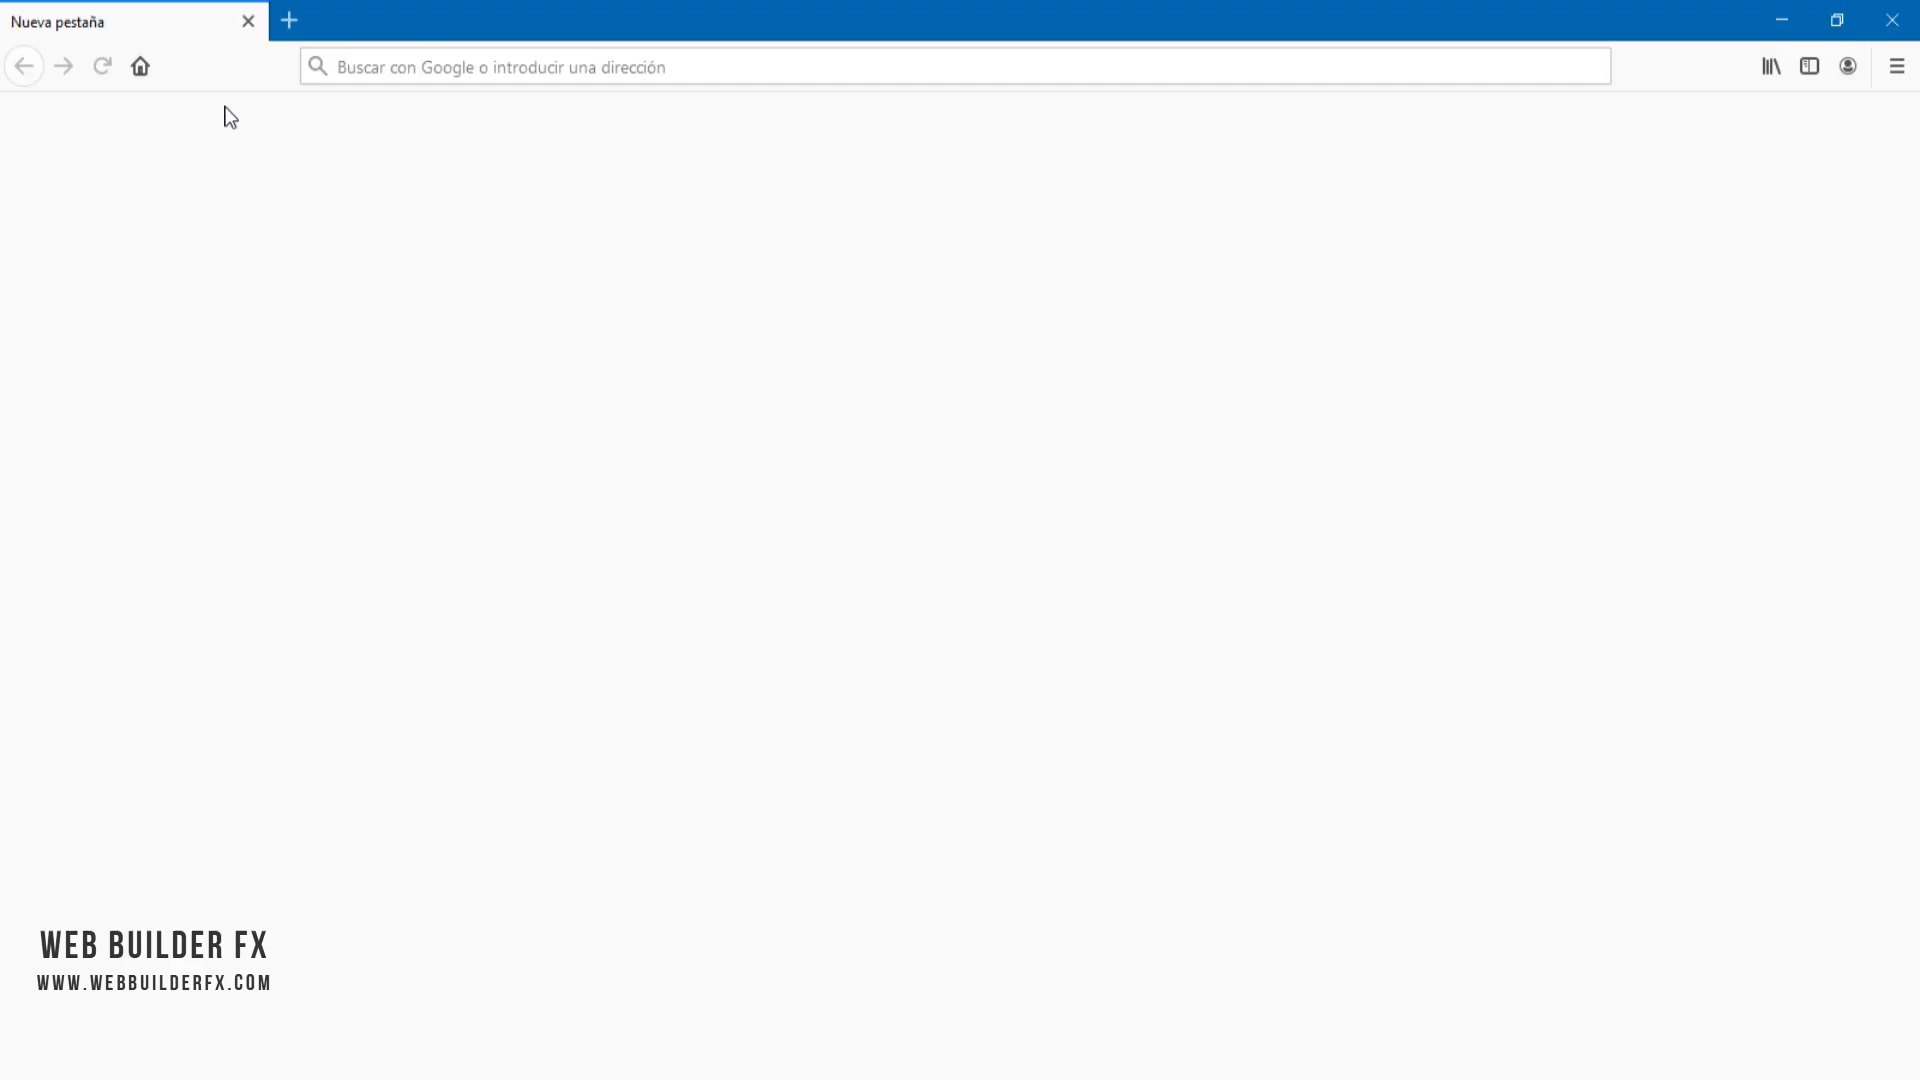 Nueva pestaña
Buscar con Google o introducir una dirección
WEB BUILDER FX
WWW.WEBBUILDERFX.COM